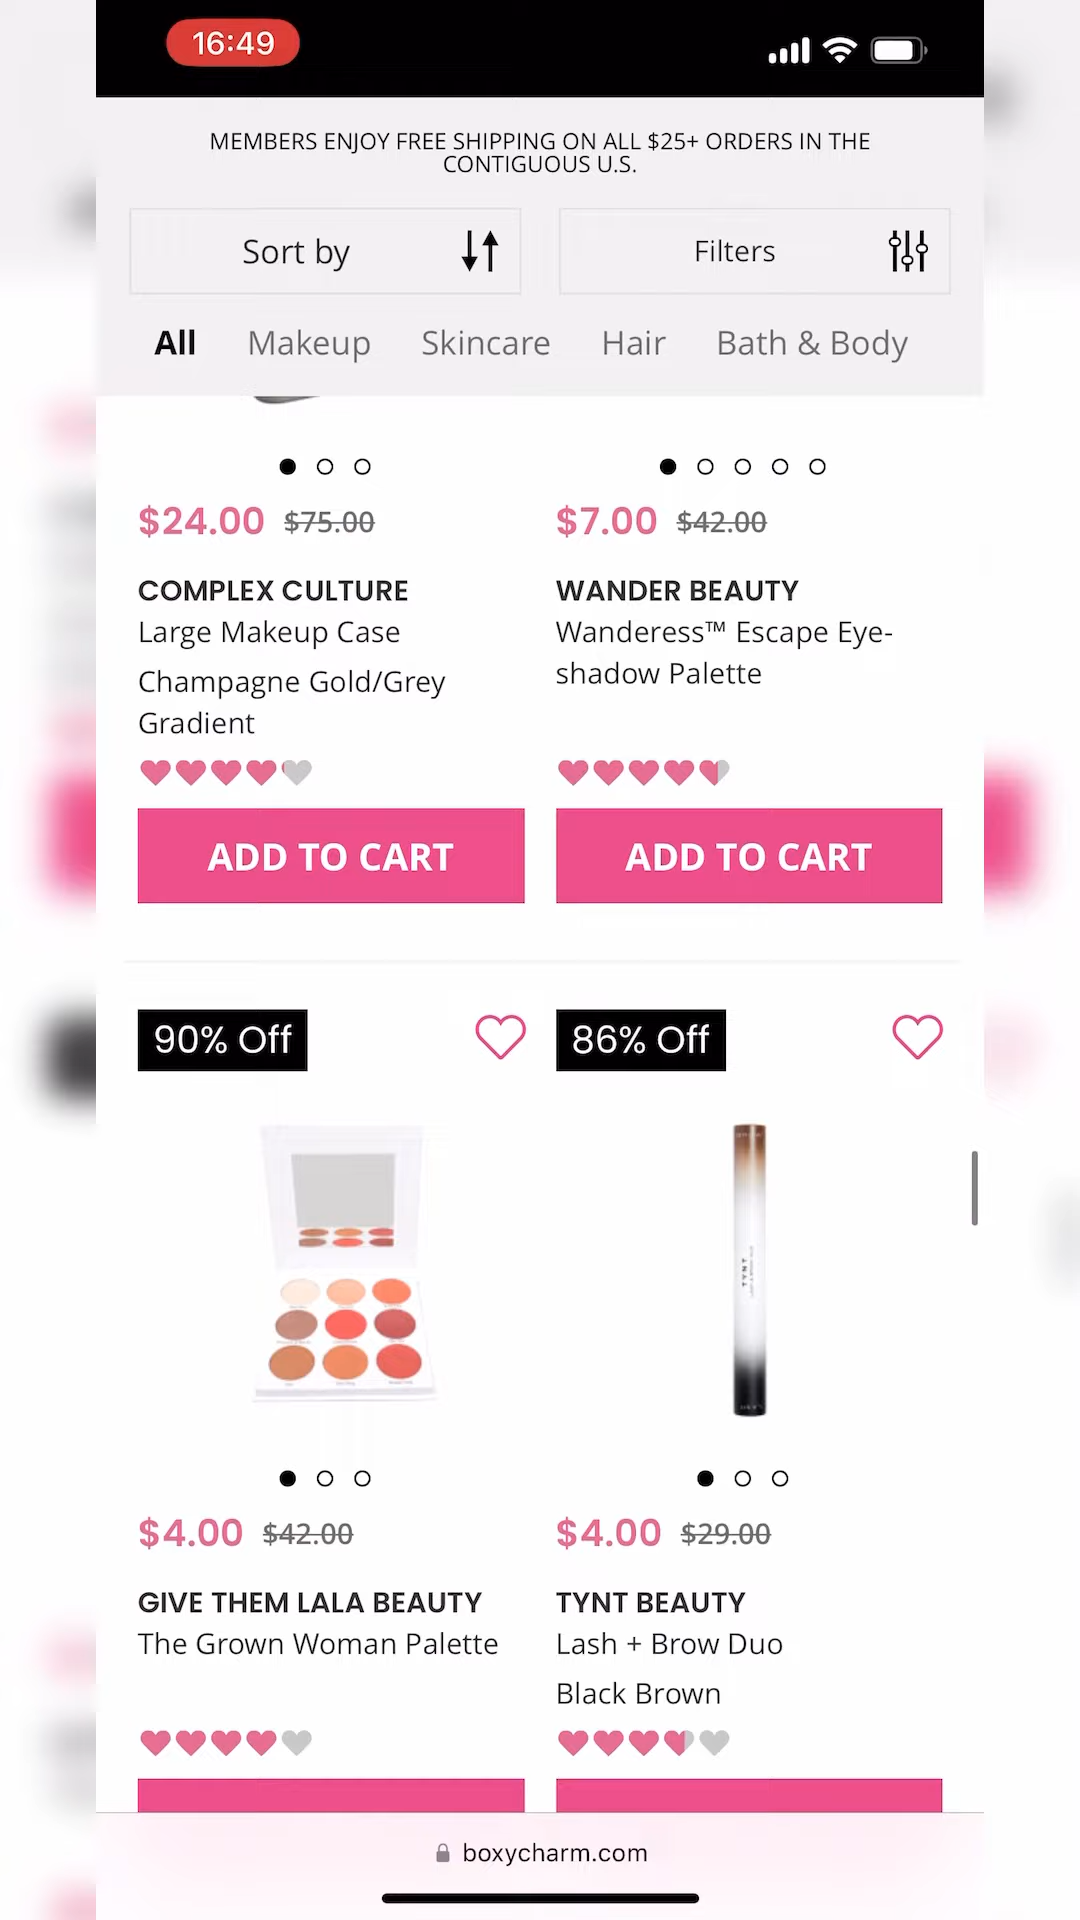 16:49
MEMBERS ENJOY FREE SHIPPING ON ALL $25+ ORDERS IN THE
CONTIGUOUS U.S.
Sort by
Filters
All Makeup Skincare Hair Bath & Body
$24.00 $75.00
COMPLEX CULTURE
Large Makeup Case
Champagne Gold/Grey
Gradient
ADD TO CART
$7.00 $42.00
WANDER BEAUTY
Wanderess™ Escape Eye-
shadow Palette
ADD TO CART
90% Off
$4.00 $42.00
GIVE THEM LALA BEAUTY
The Grown Woman Palette
86% Off
TYNT
$4.00 $29.00
TYNT BEAUTY
Lash + Brow Duo
Black Brown
boxycharm.com